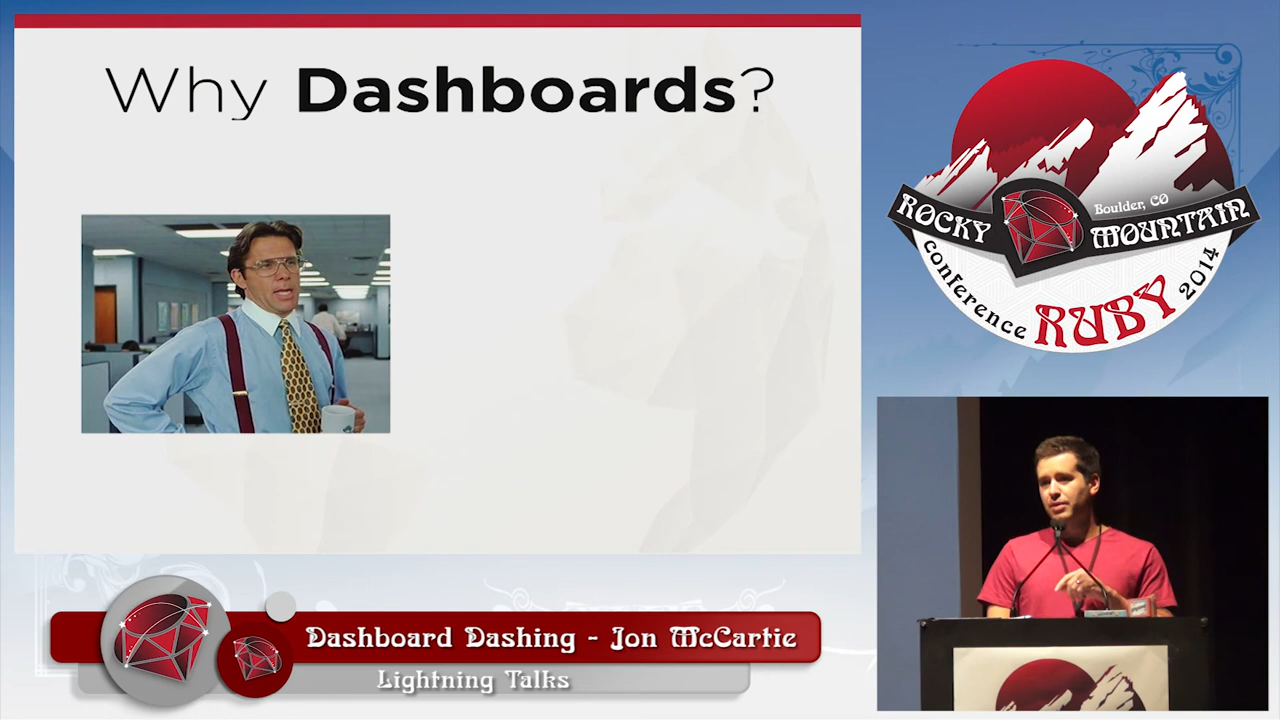 Why Dashboards?
Boulder, CO
ROCKY MOUNTAIN
Conference RUBY 2014
Dashboard Dashing - Jon McCartie
Lightning Talks